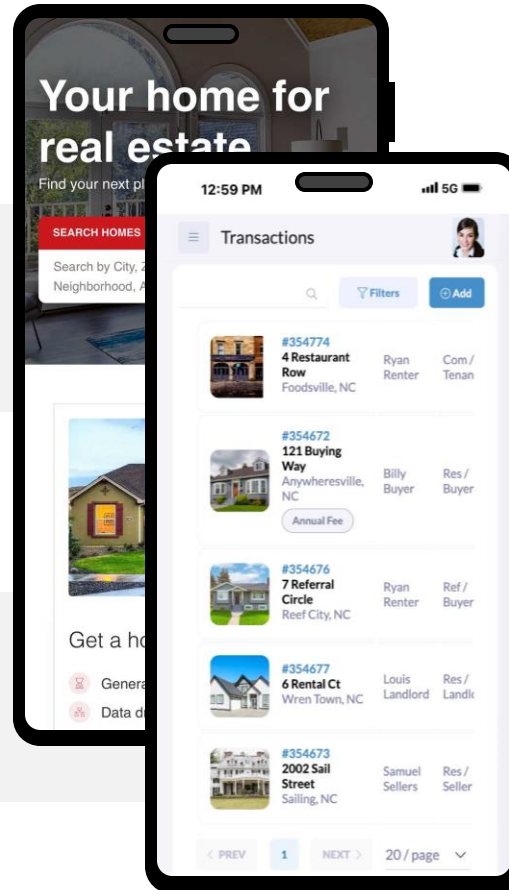 Your home for
real estate
Find your next pl
SEARCH HOMES
Search by City, Z
Neighborhood, A
Get a ho
Genera
Data dr
12:59 PM
5G
Transactions
Filters
Add
#354774
4 Restaurant
Row
Foodsville, NC
Ryan
Renter
Com /
Tenan
#354672
121 Buying
Way
Anywheresville,
NC
Annual Fee
Billy
Buyer
Res /
Buyer
#354676
7 Referral
Circle
Reef City, NC
Ryan
Renter
Ref /
Buyer
#354677
6 Rental Ct
Wren Town, NC
Louis
Landlord
Res /
Landlo
#354673
2002 Sail
Street
Sailing, NC
Samuel
Sellers
Res /
Seller
< PREV
1
NEXT >
20 / page